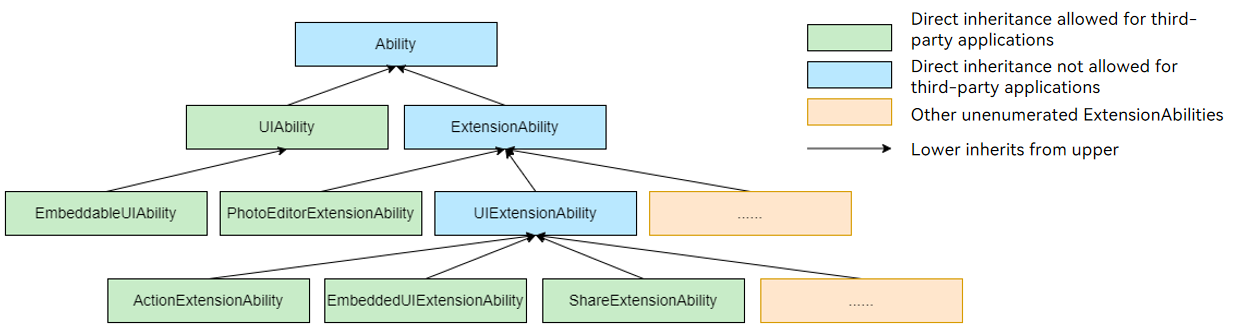 Ability
UIAbility
ExtensionAbility
EmbeddableUIAbility
PhotoEditorExtensionAbility
UIExtensionAbility
......
ActionExtensionAbility
EmbeddedUIExtensionAbility
ShareExtensionAbility
......
Direct inheritance allowed for third-
party applications
Direct inheritance not allowed for
third-party applications
Other unenumerated ExtensionAbilities
Lower inherits from upper